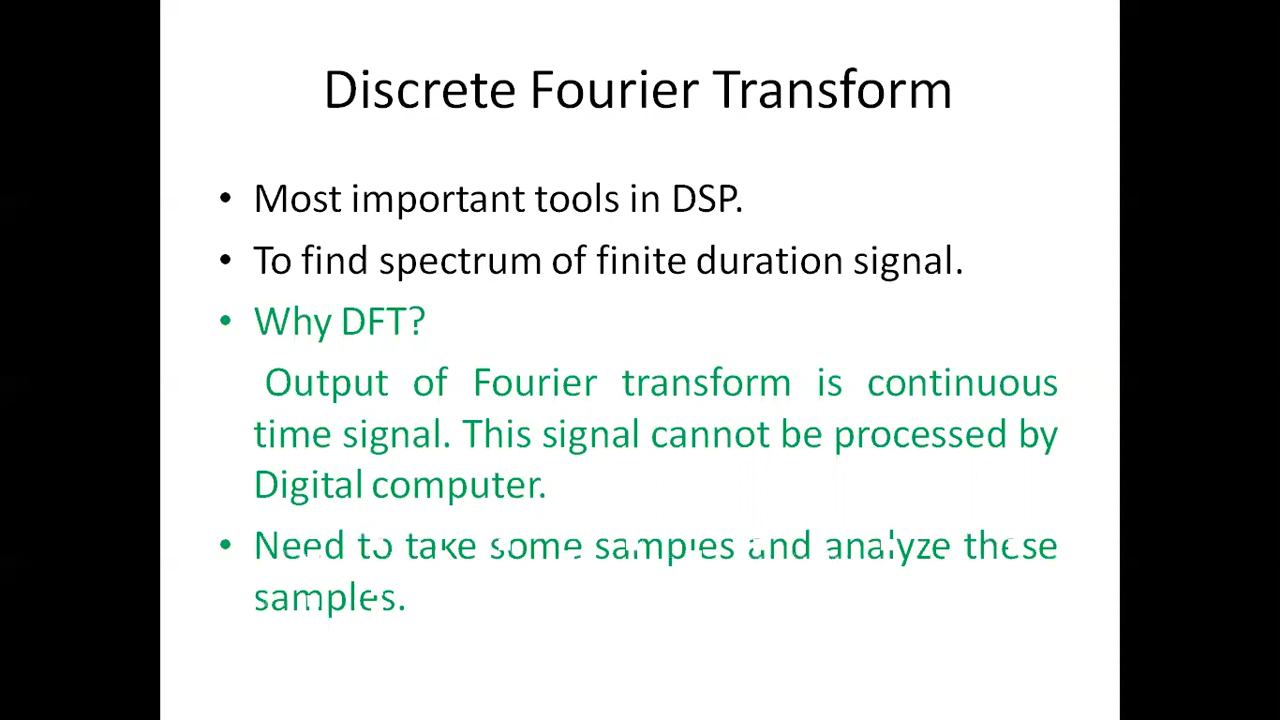 Discrete Fourier Transform
• Most important tools in DSP.
• To find spectrum of finite duration signal.
• Why DFT?
Output of Fourier transform is continuous
time signal. This signal cannot be processed by
Digital computer.
• Need to take some samples and analyze these
samples.